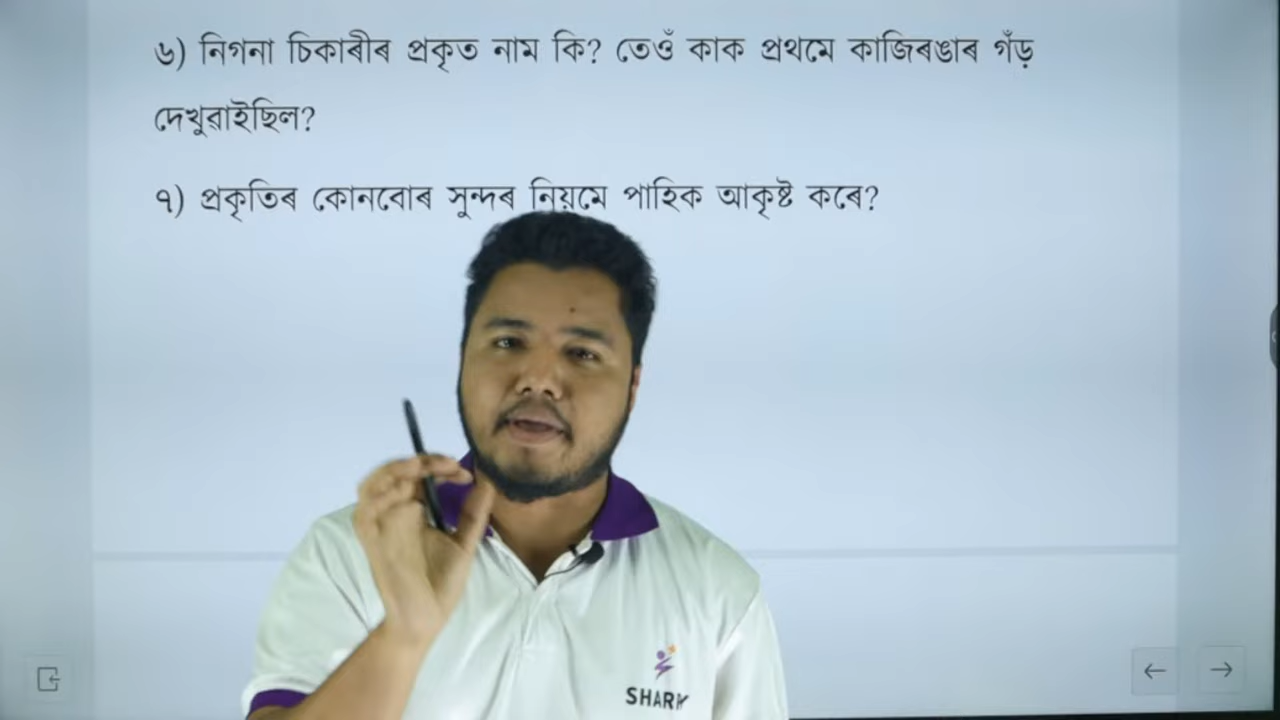 ৬) নিগনা চিকাৰীৰ প্ৰকৃত নাম কি? তেওঁ কাক প্ৰথমে কাজিৰঙাৰ গঁড়
দেখুৱাইছিল?
৭) প্ৰকৃতিৰ কোনবোৰ সুন্দৰ নিয়মে পাহিক আকৃষ্ট কৰে?
SHARK